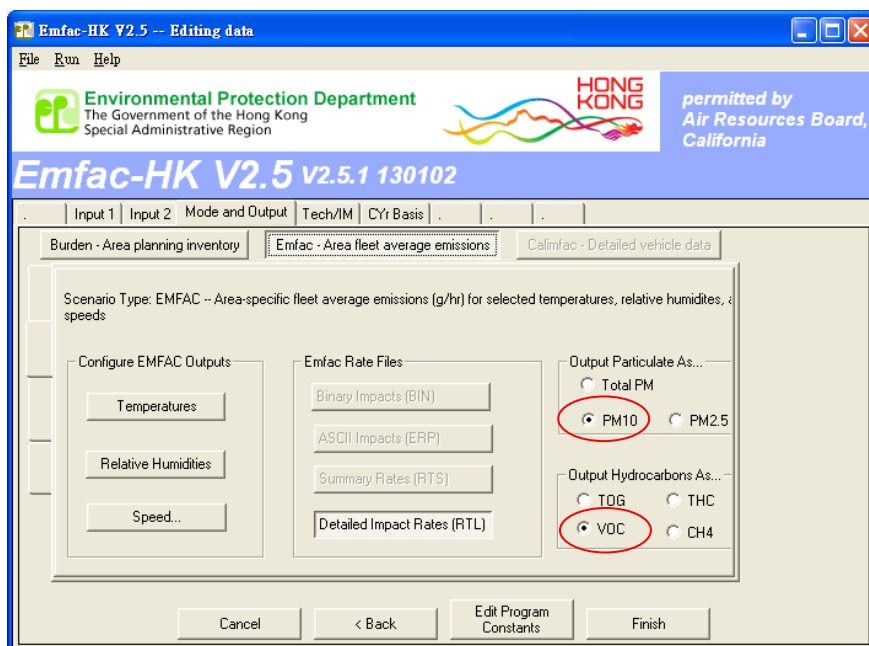 Emfac-HK V2.5 -- Editing data
File Run Help
Environmental Protection Department
The Government of the Hong Kong
Special Administrative Region
HONG
KONG
permitted by
Air Resources Board,
California
Emfac-HK V2.5 V2.5.1 130102
. Input 1 Input 2 Mode and Output Tech/IM CYr Basis . . .
Burden - Area planning inventory Emfac - Area fleet average emissions Calimfac - Detailed vehicle data
Scenario Type: EMFAC -- Area-specific fleet average emissions (g/hr) for selected temperatures, relative humidites,
speeds
Configure EMFAC Outputs
Temperatures
Relative Humidities
Speed...
Emfac Rate Files
Binary Impacts (BIN)
ASCII Impacts (ERP)
Summary Rates (RTS)
Detailed Impact Rates (RTL)
Output Particulate As...
Total PM
PM10 PM2.5
Output Hydrocarbons As...
TOG THC
VOC CH4
Cancel < Back Edit Program Constants Finish